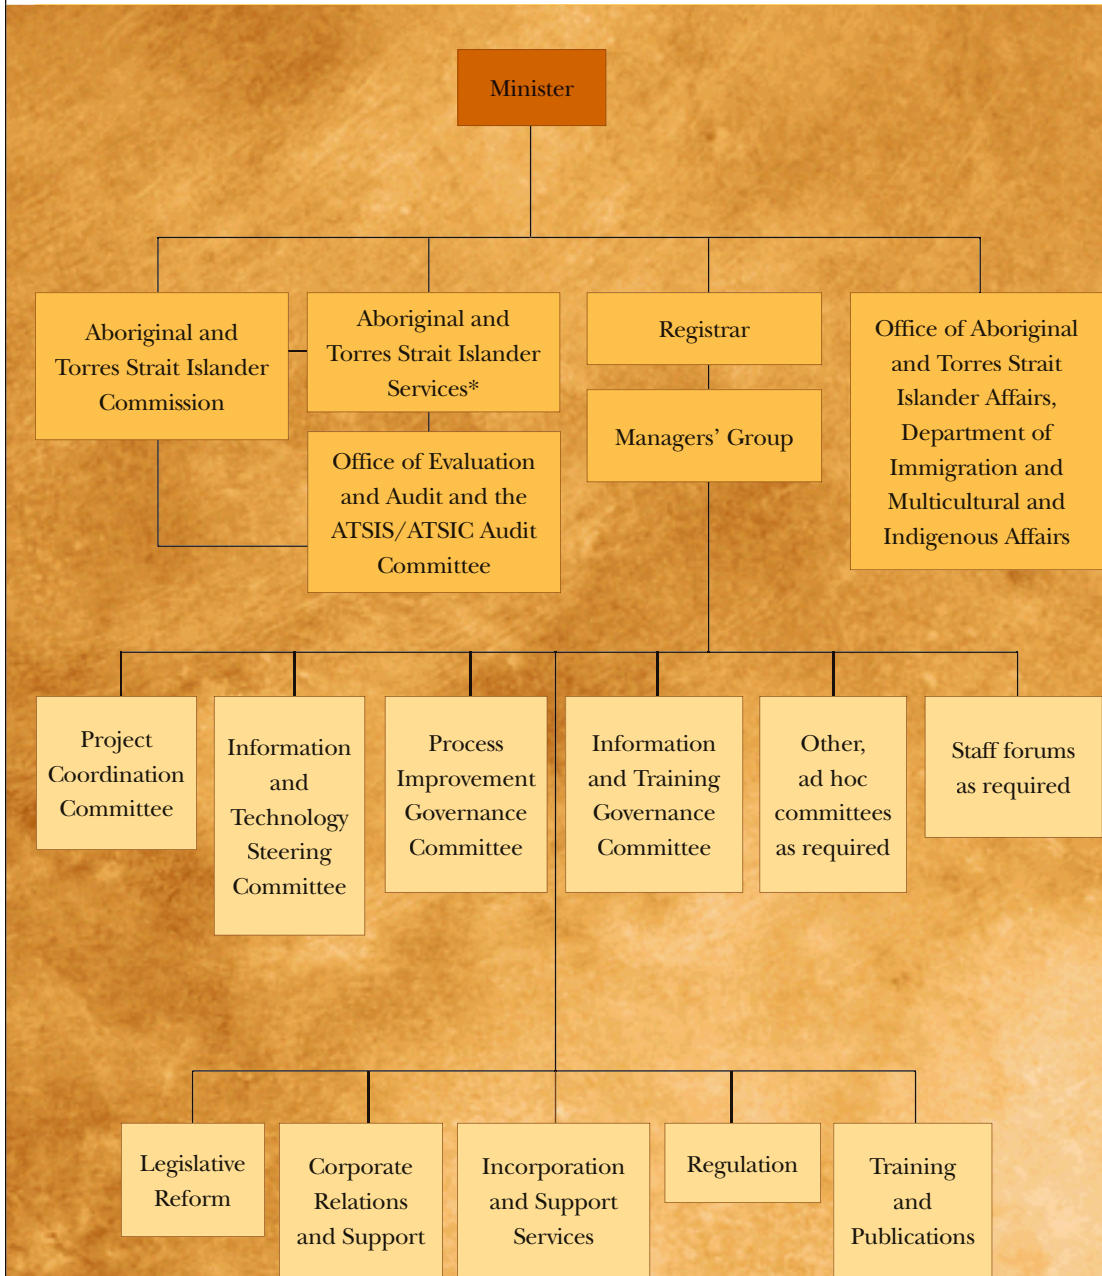 Minister
Aboriginal and
Torres Strait Islander
Commission
Aboriginal and
Torres Strait Islander
Services*
Office of Evaluation
and Audit and the
ATSIS/ATSIC Audit
Committee
Registrar
Managers’ Group
Office of Aboriginal
and Torres Strait
Islander Affairs,
Department of
Immigration and
Multicultural and
Indigenous Affairs
Project
Coordination
Committee
Information
and
Technology
Steering
Committee
Process
Improvement
Governance
Committee
Information
and Training
Governance
Committee
Other,
ad hoc
committees
as required
Staff forums
as required
Legislative
Reform
Corporate
Relations
and Support
Incorporation
and Support
Services
Regulation
Training
and
Publications